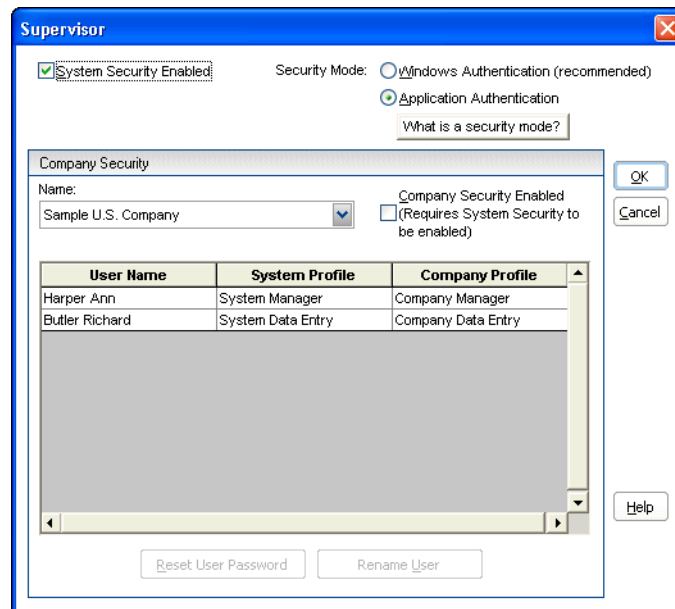 Supervisor
System Security Enabled
Security Mode:
Windows Authentication (recommended)
Application Authentication
What is a security mode?
Company Security
Name:
Sample U.S. Company
Company Security Enabled
(Requires System Security to
be enabled)
OK
Cancel
User Name System Profile Company Profile
Harper Ann System Manager Company Manager
Butler Richard System Data Entry Company Data Entry
Help
Reset User Password
Rename User